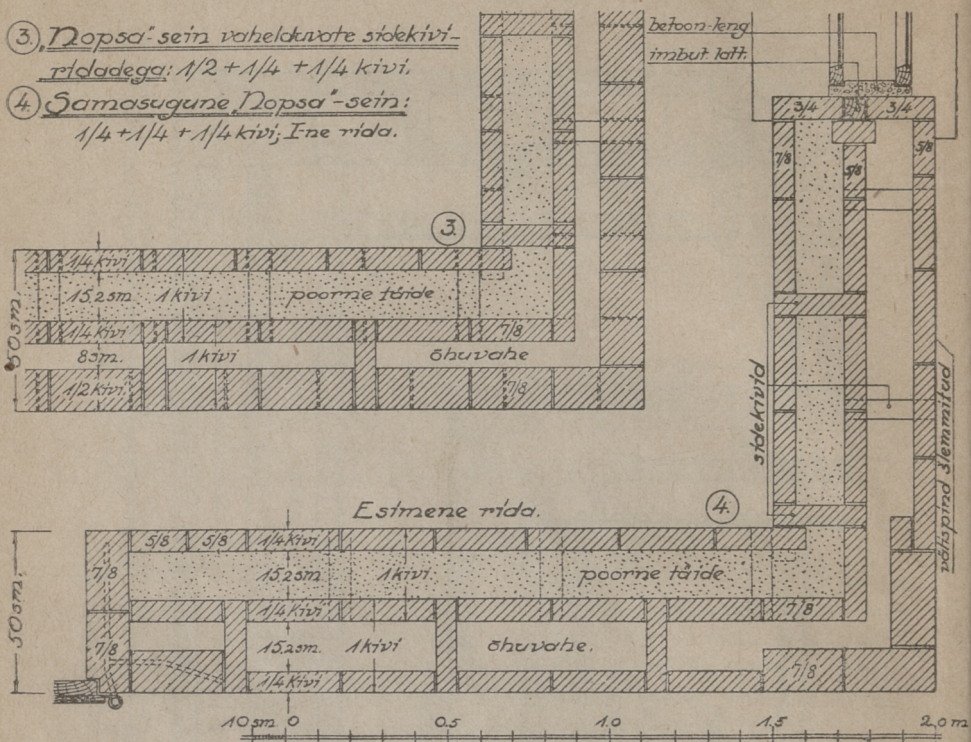 3. „Nopsa“-sein vahelduvate sidekivi-
ridadega: 1/2 + 1/4 + 1/4 kivi.
4 Samasugune „Nopsa“-sein:
1/4 + 1/4 + 1/4 kivi; I-ne rida.
betoon-leng
imbut. latt.
3/4 3/4
7/8 5/8 5/8
3.
1/4 kivi
15,2 sm 1 kivi poorne täide
1/4 kivi 7/8
8 sm. 1 kivi õhuvahe
1/2 kivi 7/8
50 sm.
sidekivid
välispind slemmitud
Esimene rida.
4.
5/8 5/8 1/4 kivi
7/8 15,2 sm 1 kivi poorne täide
1/4 kivi 7/8
7/8 15,2 sm. 1 kivi õhuvahe.
1/4 kivi 7/8
50 sm.
10 sm 0 0.5 1.0 1,5 2,0 m